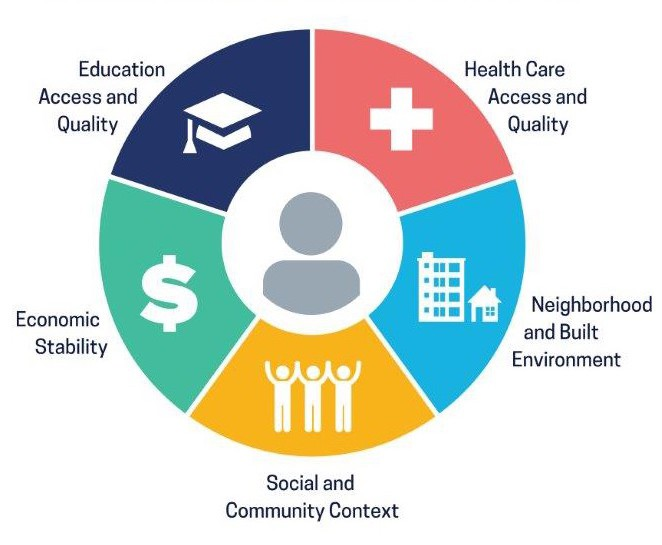 Education
Access and
Quality
Health Care
Access and
Quality
Economic
Stability
$
Neighborhood
and Built
Environment
Social and
Community Context